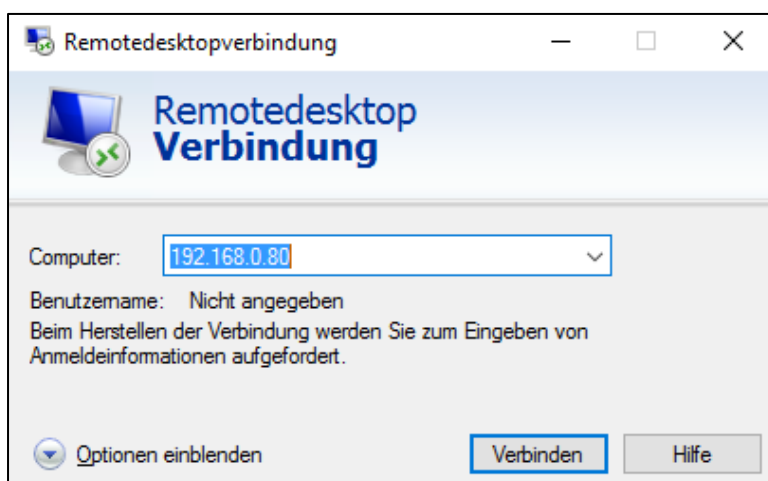 Remotedesktopverbindung
Remotedesktop
Verbindung
Computer: 192.168.0.80
Benutzername: Nicht angegeben
Beim Herstellen der Verbindung werden Sie zum Eingeben von
Anmeldeinformationen aufgefordert.
Optionen einblenden Verbinden Hilfe